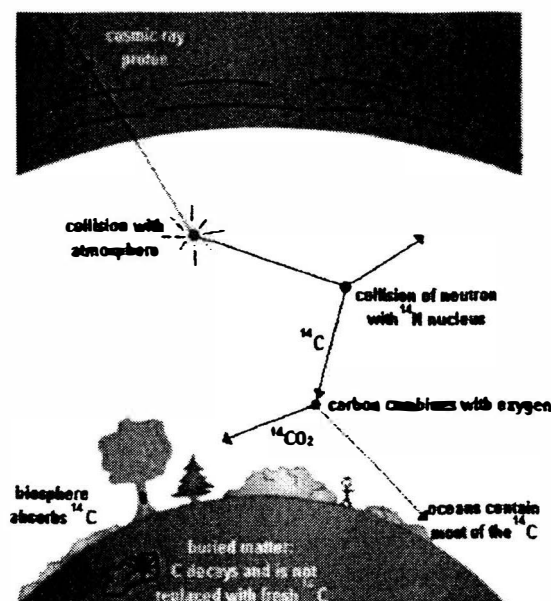 cosmic ray
proton
collision with
atmosphere
collision of neutron
with ¹⁴N nucleus
¹⁴C
carbon combines with oxygen
¹⁴CO₂
biosphere
absorbs ¹⁴C
oceans contain
most of the ¹⁴C
buried matter:
C decays and is not
replaced with fresh ¹⁴C